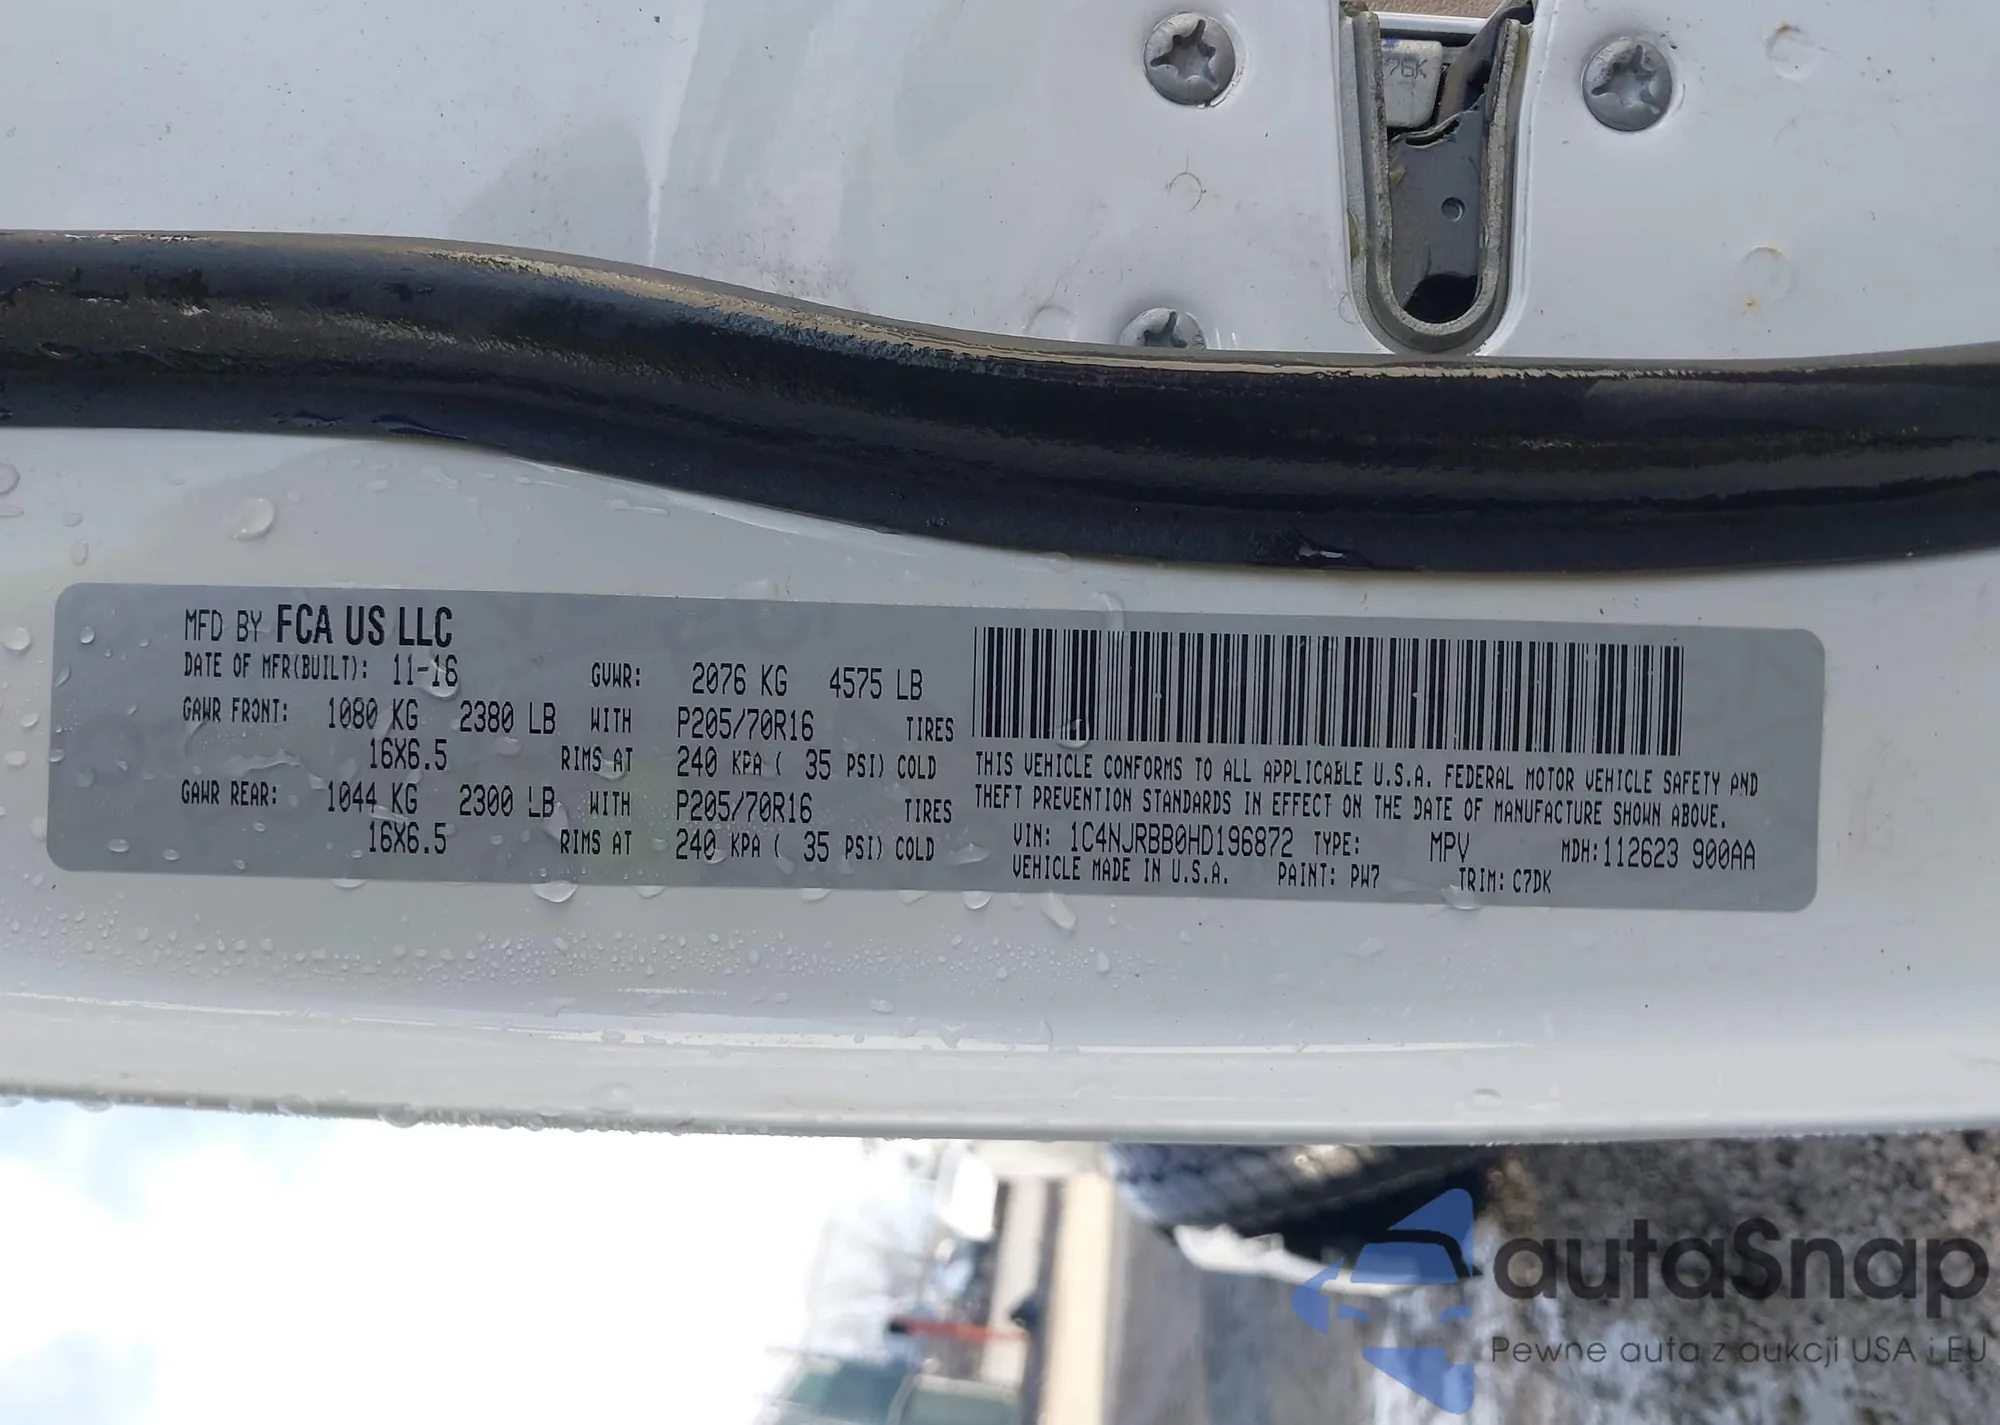 76K
MFD BY FCA US LLC
DATE OF MFR(BUILT): 11-16 GVWR: 2076 KG 4575 LB
GAWR FRONT: 1080 KG 2380 LB WITH P205/70R16 TIRES
16X6.5 RIMS AT 240 KPA ( 35 PSI) COLD
GAWR REAR: 1044 KG 2300 LB WITH P205/70R16 TIRES
16X6.5 RIMS AT 240 KPA ( 35 PSI) COLD
THIS VEHICLE CONFORMS TO ALL APPLICABLE U.S.A. FEDERAL MOTOR VEHICLE SAFETY AND
THEFT PREVENTION STANDARDS IN EFFECT ON THE DATE OF MANUFACTURE SHOWN ABOVE.
VIN: 1C4NJRBB0HD196872 TYPE: MPV MDH:112623 900AA
VEHICLE MADE IN U.S.A. PAINT: PW7 TRIM: C7DK
autaSnap
Pewne auta z aukcji USA i EU